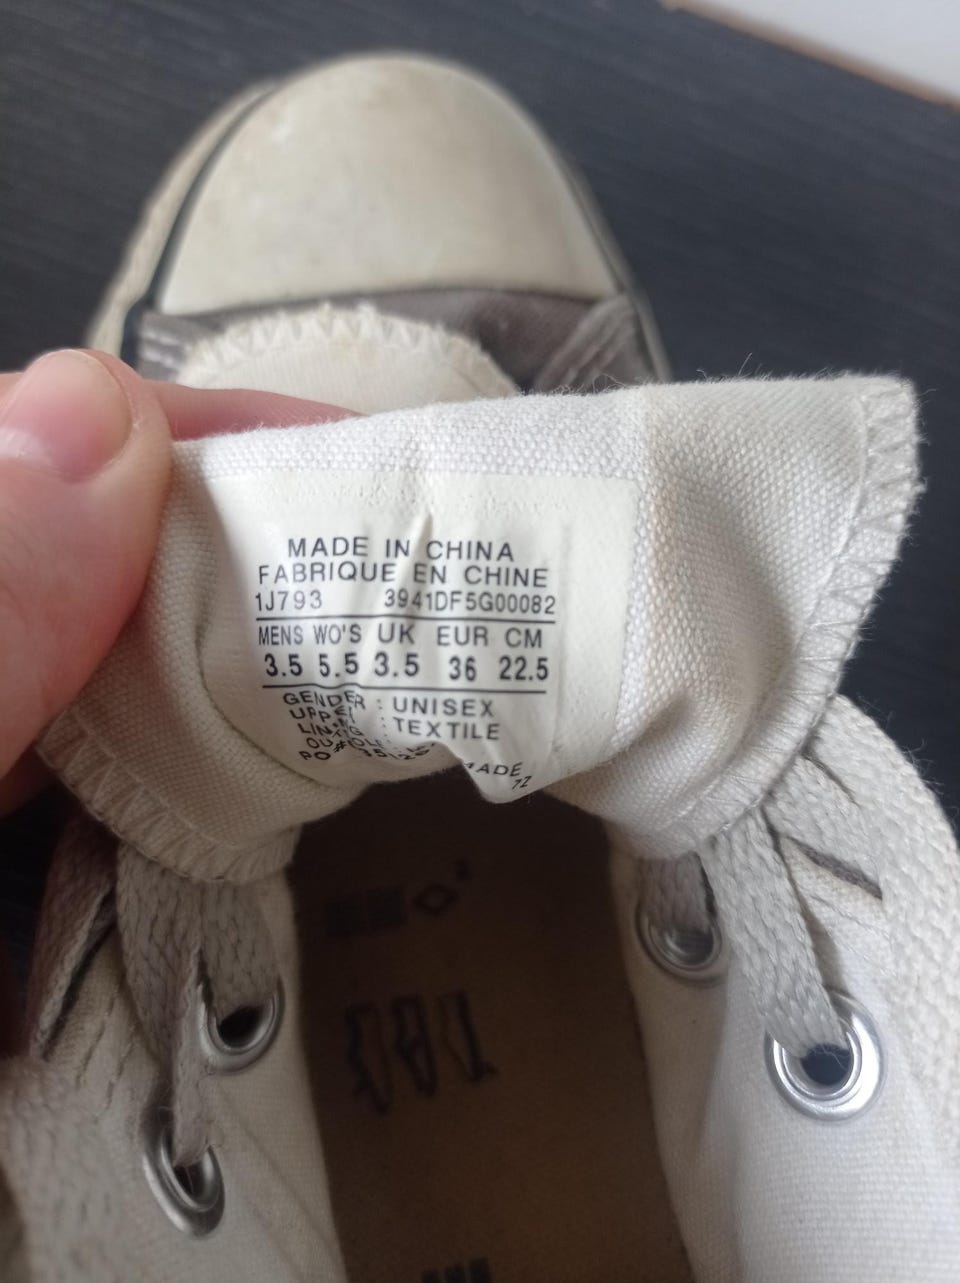 MADE IN CHINA
FABRIQUE EN CHINE
1J793 3941DF5G00082
MENS WO'S UK EUR CM
3.5 5.5 3.5 36 22.5
GENDER : UNISEX
: TEXTILE